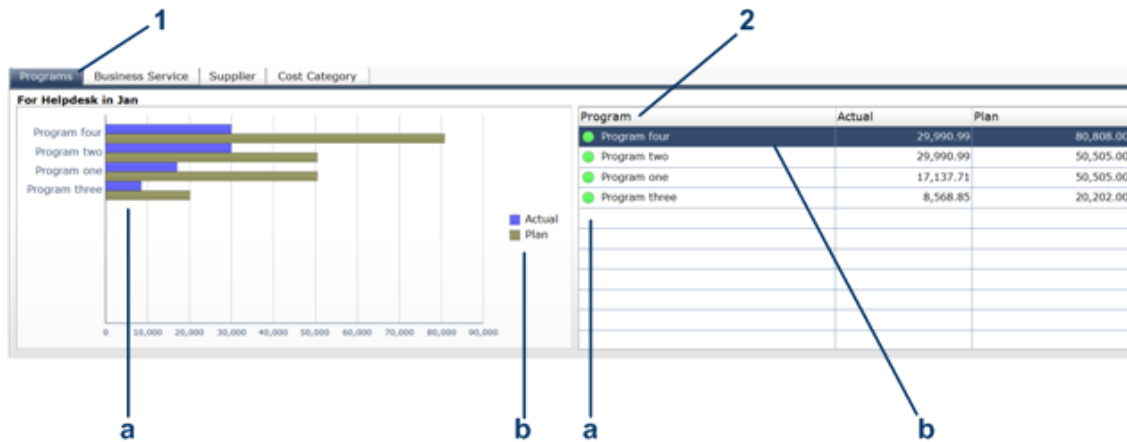 1
2
Programs Business Service Supplier Cost Category
For Helpdesk in Jan
Program four
Program two
Program one
Program three
Actual
Plan
0 10,000 20,000 30,000 40,000 50,000 60,000 70,000 80,000 90,000
Program Actual Plan
Program four 29,990.99 80,808.00
Program two 29,990.99 50,505.00
Program one 17,137.71 50,505.00
Program three 8,568.85 20,202.00
a b a b